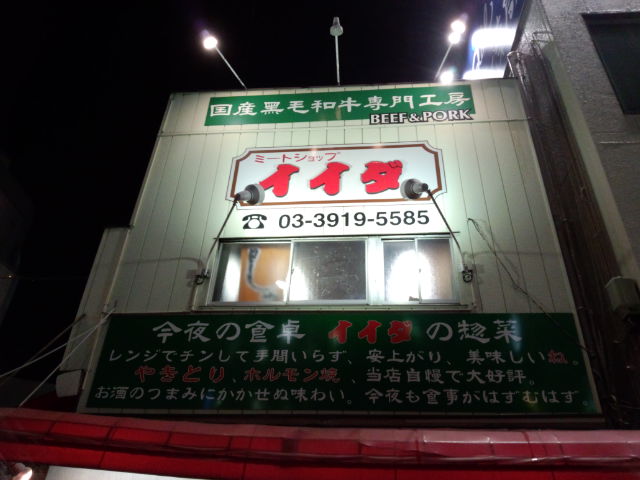 国産黒毛和牛専門工房
BEEF&PORK
ミートショップ
イイダ
☎ 03-3919-5585
今夜の食卓 イイダ の惣菜
レンジでチンして手間いらず、安上がり、美味しいね。
やきとり、ホルモン焼、当店自慢で大好評。
お酒のつまみにかかせぬ味わい。今夜も食事がはずむはず。